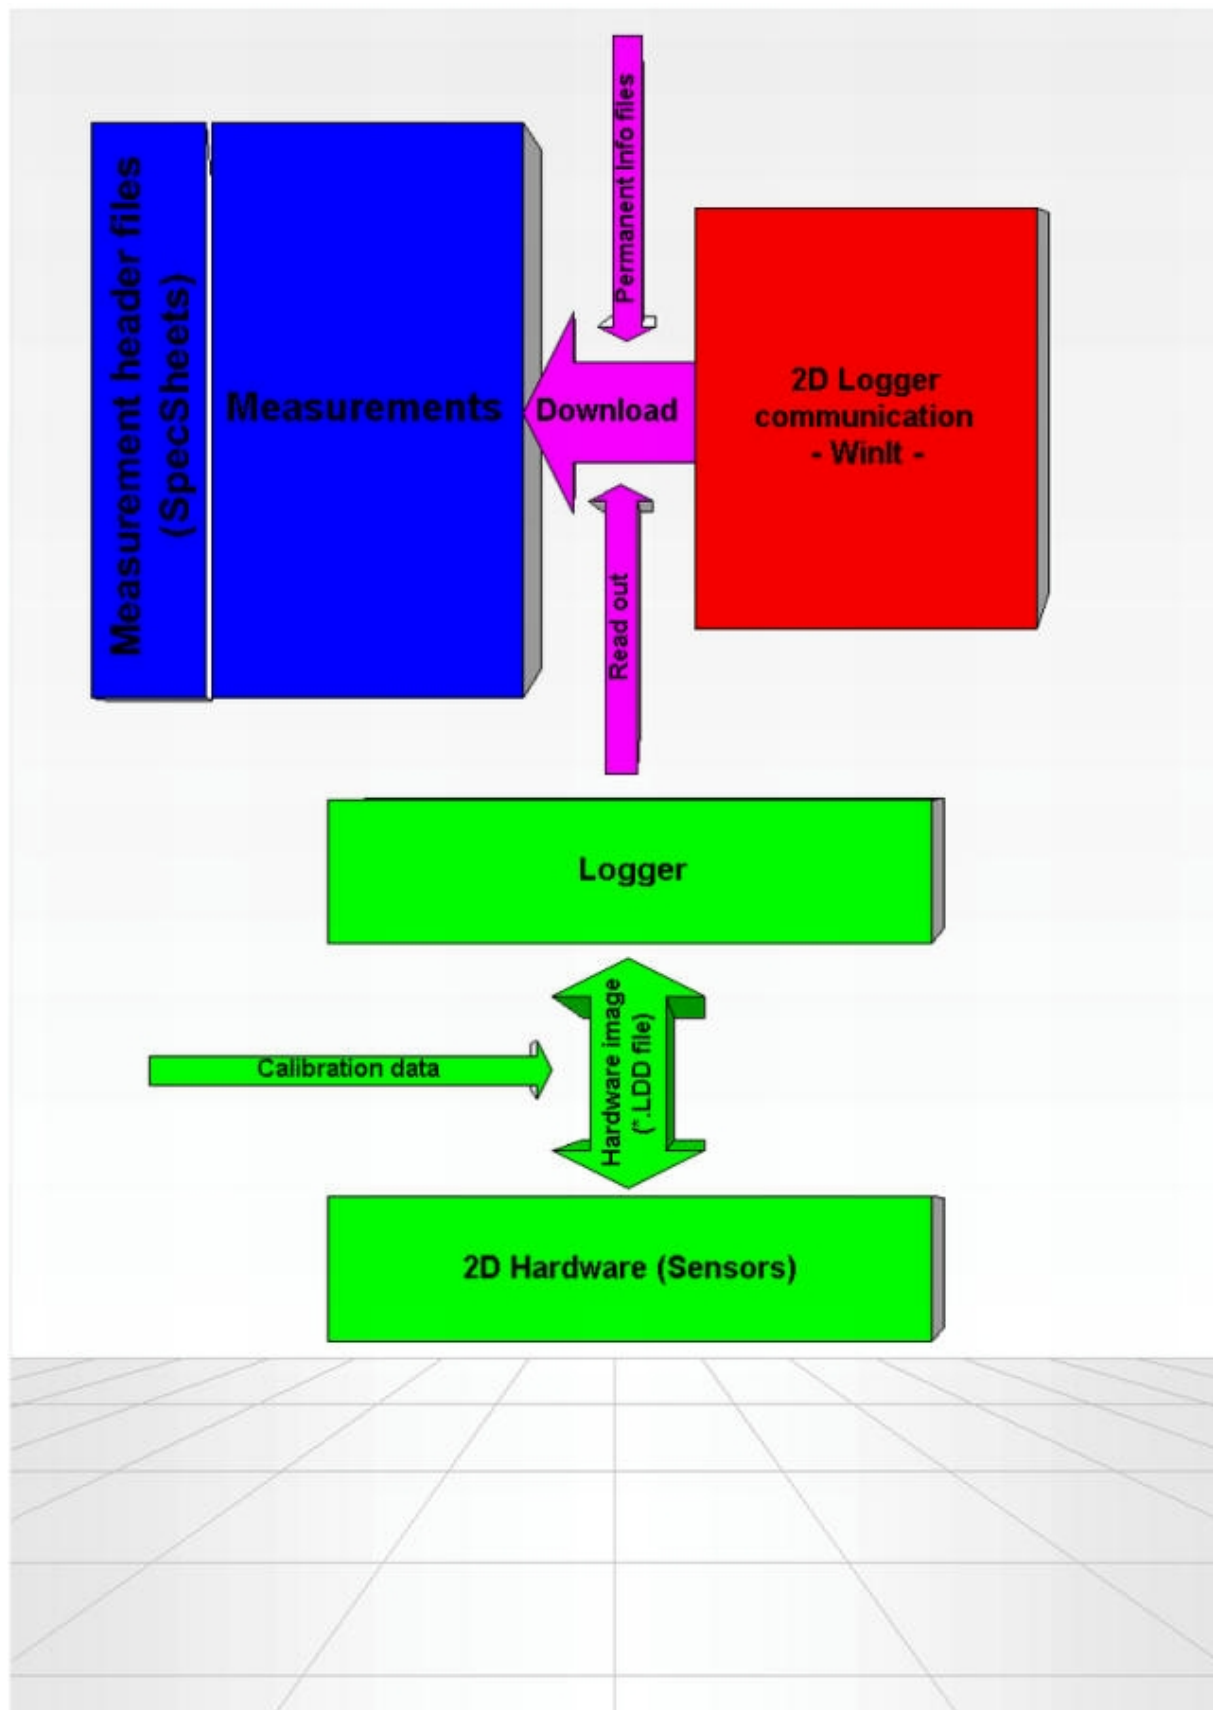 Permanent Info files
Measurement header files
(SpecSheets)
Measurements
Download
2D Logger
communication
- WinIt -
Read out
Logger
Calibration data
Hardware image
(*.LDD file)
2D Hardware (Sensors)